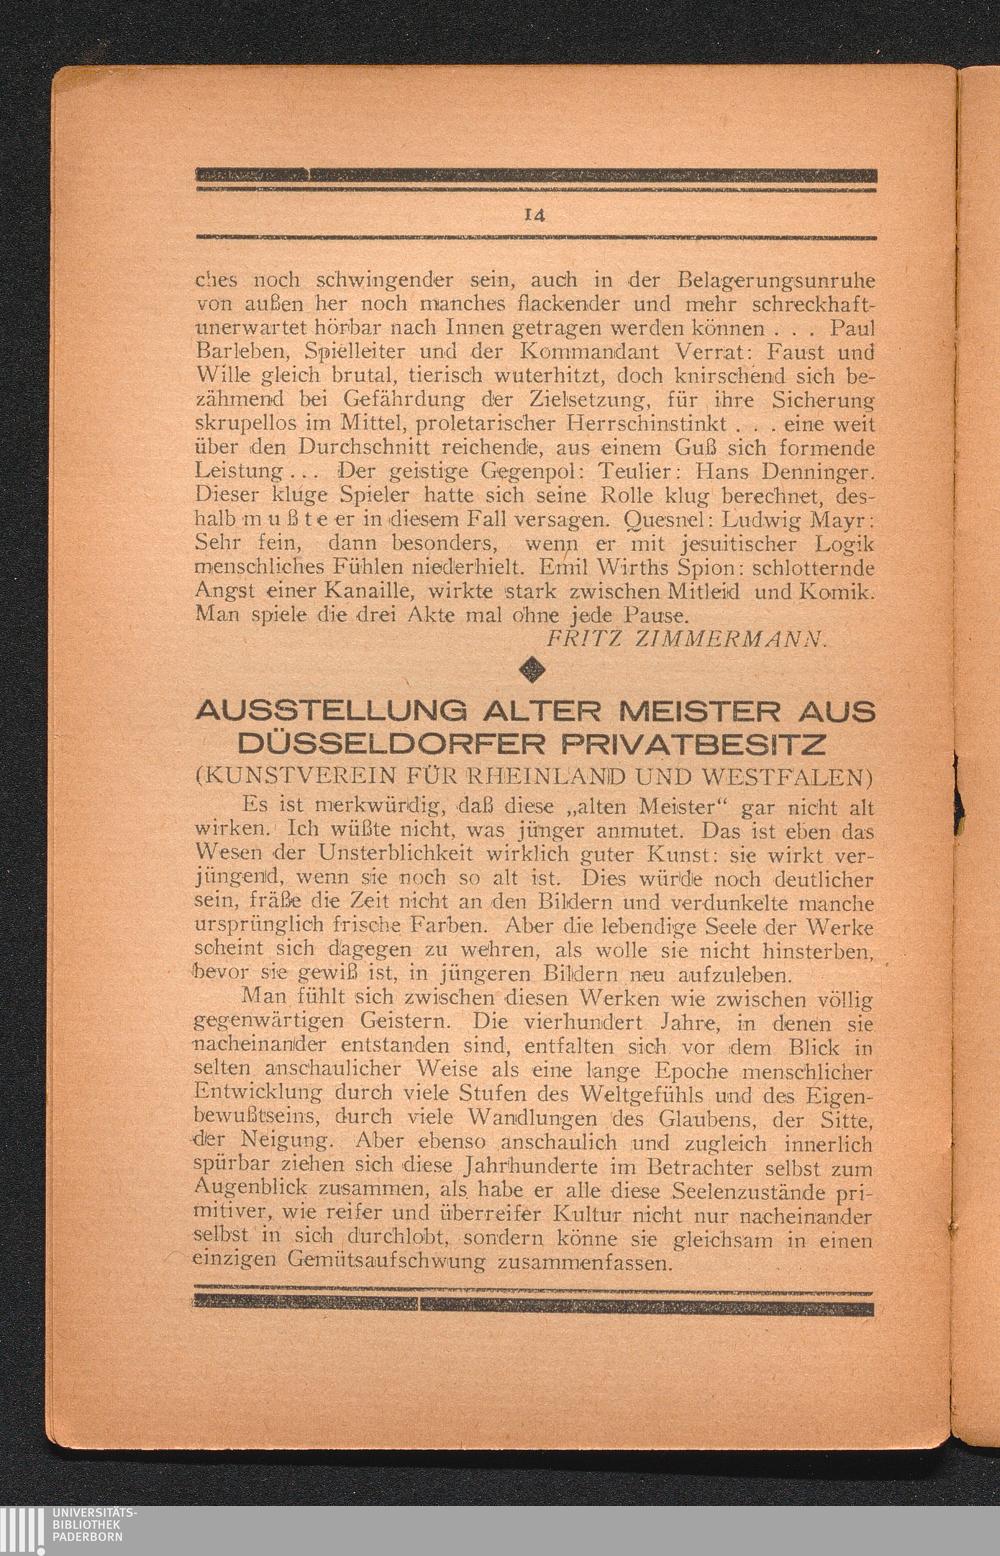 14
ches noch schwingender sein, auch in der Belagerungsunruhe
von außen her noch manches flackender und mehr schreckhaft-
unerwartet hörbar nach Innen getragen werden können . . . Paul
Barleben, Spielleiter und der Kommandant Verrat: Faust und
Wille gleich brutal, tierisch wuterhitzt, doch knirschend sich be-
zähmend bei Gefährdung der Zielsetzung, für ihre Sicherung
skrupellos im Mittel, proletarischer Herrschinstinkt . . . eine weit
über den Durchschnitt reichende, aus einem Guß sich formende
Leistung . . . Der geistige Gegenpol: Teulier: Hans Denninger.
Dieser kluge Spieler hatte sich seine Rolle klug berechnet, des-
halb m u ß t e er in diesem Fall versagen. Quesnel: Ludwig Mayr:
Sehr fein, dann besonders, wenn er mit jesuitischer Logik
menschliches Fühlen niederhielt. Emil Wirths Spion: schlotternde
Angst einer Kanaille, wirkte stark zwischen Mitleid und Komik.
Man spiele die drei Akte mal ohne jede Pause.
FRITZ ZIMMERMANN.
AUSSTELLUNG ALTER MEISTER AUS
DÜSSELDORFER PRIVATBESITZ
(KUNSTVEREIN FÜR RHEINLAND UND WESTFALEN)
Es ist merkwürdig, daß diese „alten Meister“ gar nicht alt
wirken. Ich wüßte nicht, was jünger anmutet. Das ist eben das
Wesen der Unsterblichkeit wirklich guter Kunst: sie wirkt ver-
jüngend, wenn sie noch so alt ist. Dies würde noch deutlicher
sein, fräße die Zeit nicht an den Bildern und verdunkelte manche
ursprünglich frische Farben. Aber die lebendige Seele der Werke
scheint sich dagegen zu wehren, als wolle sie nicht hinsterben,
bevor sie gewiß ist, in jüngeren Bildern neu aufzuleben.
Man fühlt sich zwischen diesen Werken wie zwischen völlig
gegenwärtigen Geistern. Die vierhundert Jahre, in denen sie
nacheinander entstanden sind, entfalten sich vor dem Blick in
selten anschaulicher Weise als eine lange Epoche menschlicher
Entwicklung durch viele Stufen des Weltgefühls und des Eigen-
bewußtseins, durch viele Wandlungen des Glaubens, der Sitte,
der Neigung. Aber ebenso anschaulich und zugleich innerlich
spürbar ziehen sich diese Jahrhunderte im Betrachter selbst zum
Augenblick zusammen, als habe er alle diese Seelenzustände pri-
mitiver, wie reifer und überreifer Kultur nicht nur nacheinander
selbst in sich durchlobt, sondern könne sie gleichsam in einen
einzigen Gemütsaufschwung zusammenfassen.
UNIVERSITÄTS-
BIBLIOTHEK
PADERBORN